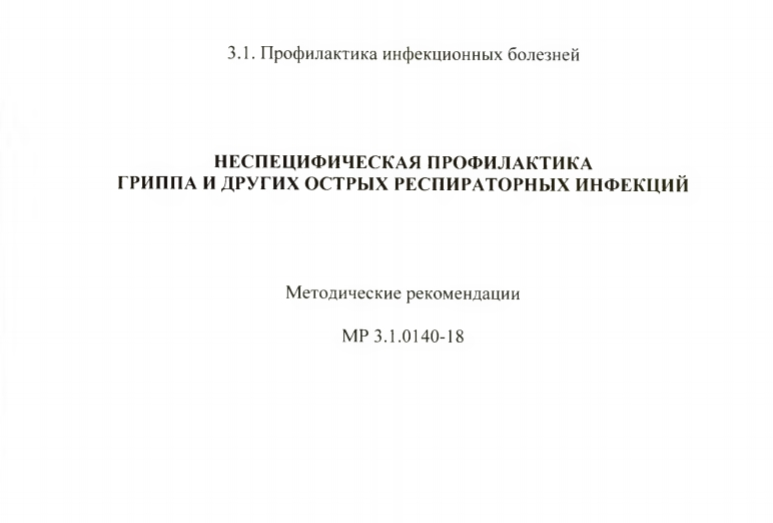 3.1. Профилактика инфекционных болезней
НЕСПЕЦИФИЧЕСКАЯ ПРОФИЛАКТИКА
ГРИППА И ДРУГИХ ОСТРЫХ РЕСПИРАТОРНЫХ ИНФЕКЦИЙ
Методические рекомендации
МР 3.1.0140-18